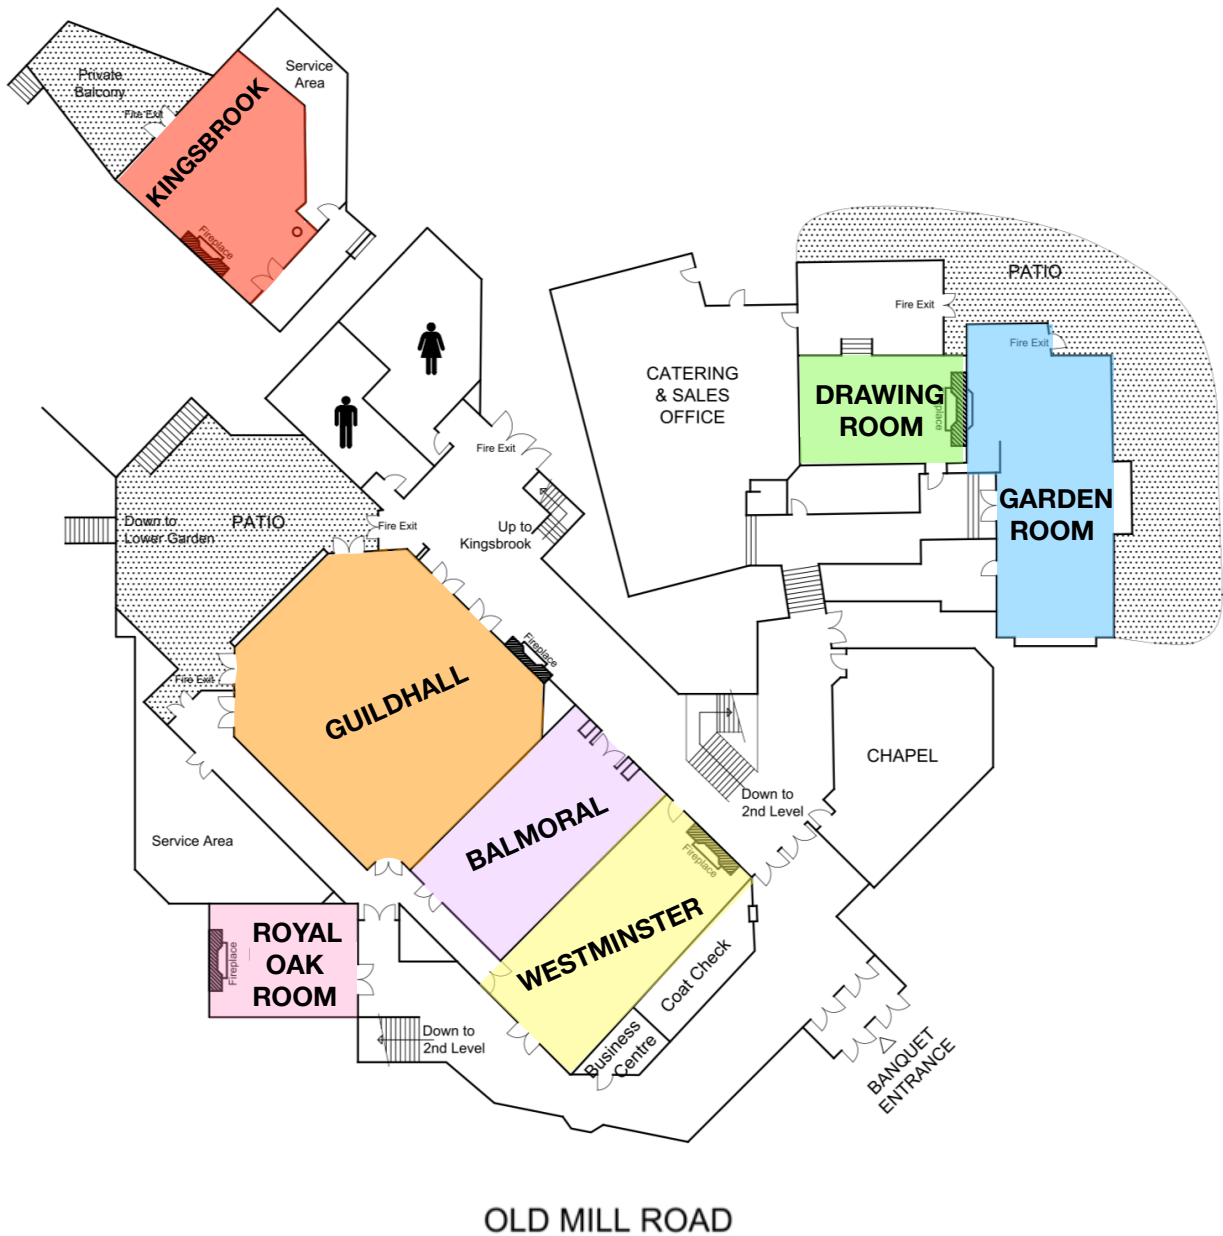 Service
Area
Private
Balcony
Fire Exit
KINGSBROOK
Fireplace
PATIO
Fire Exit
Fire Exit
CATERING
& SALES
OFFICE
DRAWING
ROOM
GARDEN
ROOM
Fire Exit
Up to
Kingsbrook
Down to
Lower Garden
PATIO
Fire Exit
Fireplace
Fire Exit
GUILDHALL
CHAPEL
Down to
2nd Level
BALMORAL
Service Area
Fireplace
WESTMINSTER
ROYAL
OAK
ROOM
Fireplace
Coat Check
Down to
2nd Level
Business
Centre
BANQUET
ENTRANCE
OLD MILL ROAD